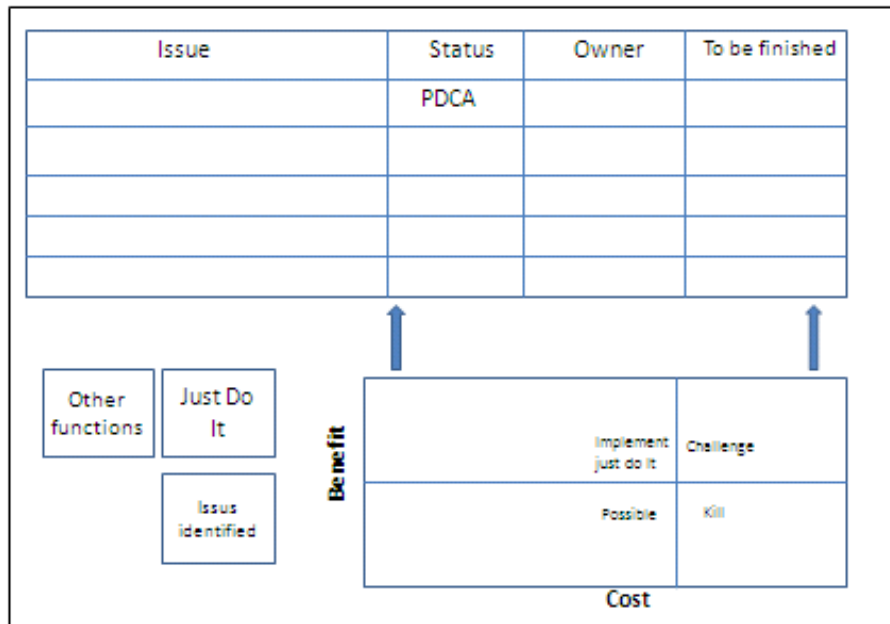 Issue Status Owner To be finished
PDCA
Other
functions
Just Do
It
Issus
identified
Benefit
Implement
just do It
Challenge
Possible
Kill
Cost